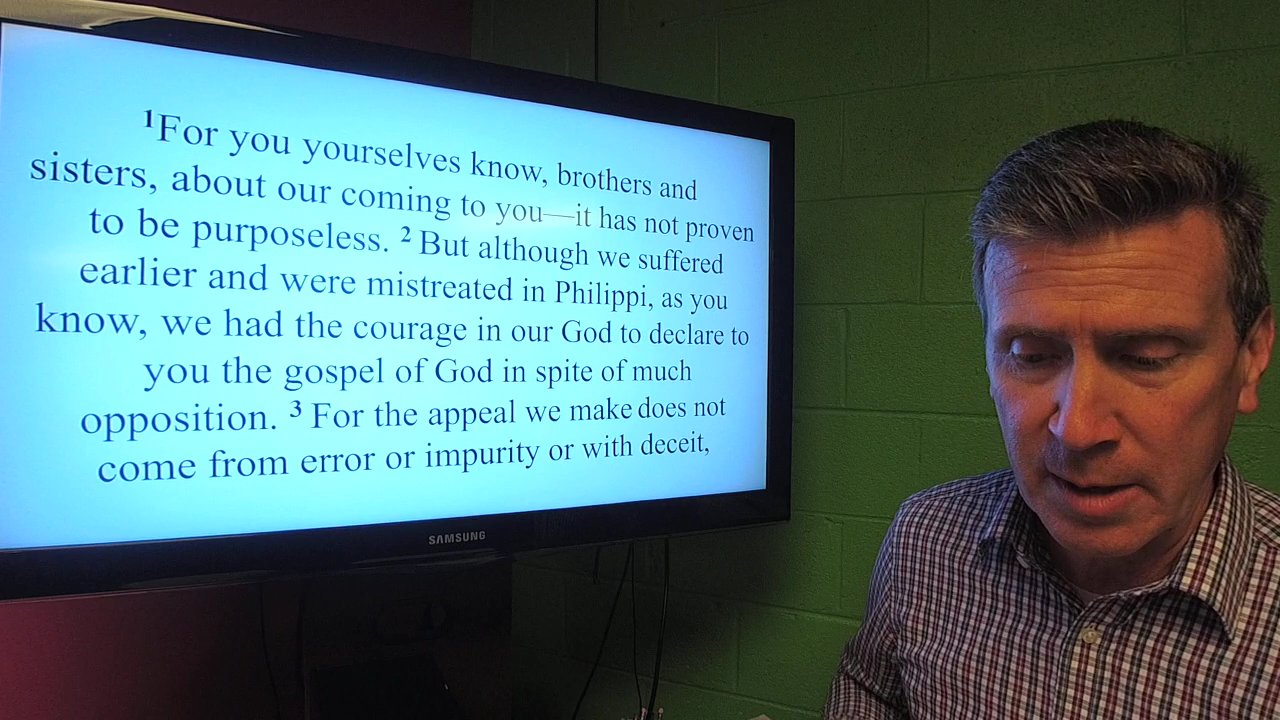 ¹For you yourselves know, brothers and
sisters, about our coming to you—it has not proven
to be purposeless. ² But although we suffered
earlier and were mistreated in Philippi, as you
know, we had the courage in our God to declare to
you the gospel of God in spite of much
opposition. ³ For the appeal we make does not
come from error or impurity or with deceit,
SAMSUNG